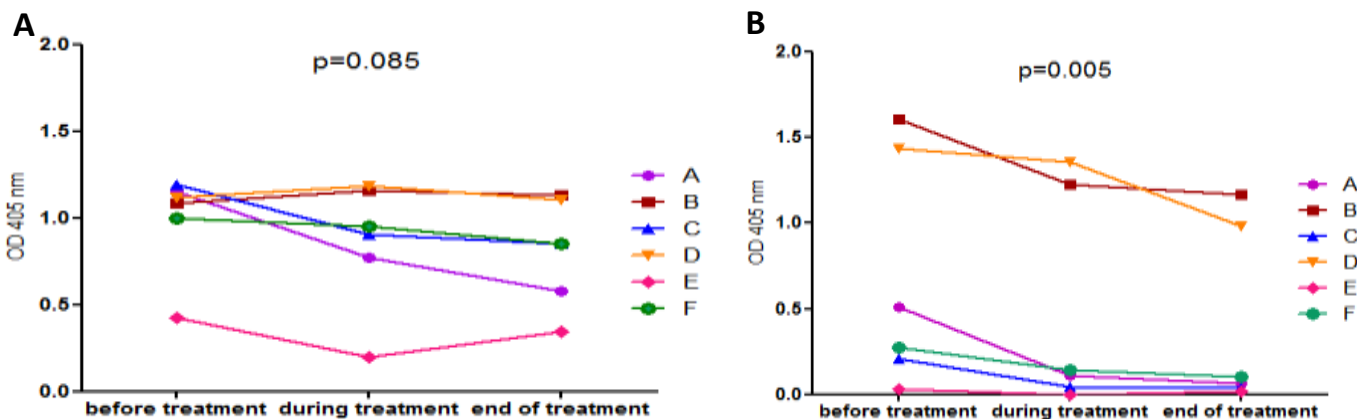 A
p=0.085
2.0
1.5
1.0
0.5
0.0
OD 405 nm
before treatment during treatment end of treatment
A
B
C
D
E
F
B
p=0.005
2.0
1.5
1.0
0.5
0.0
OD 405 nm
before treatment during treatment end of treatment
A
B
C
D
E
F